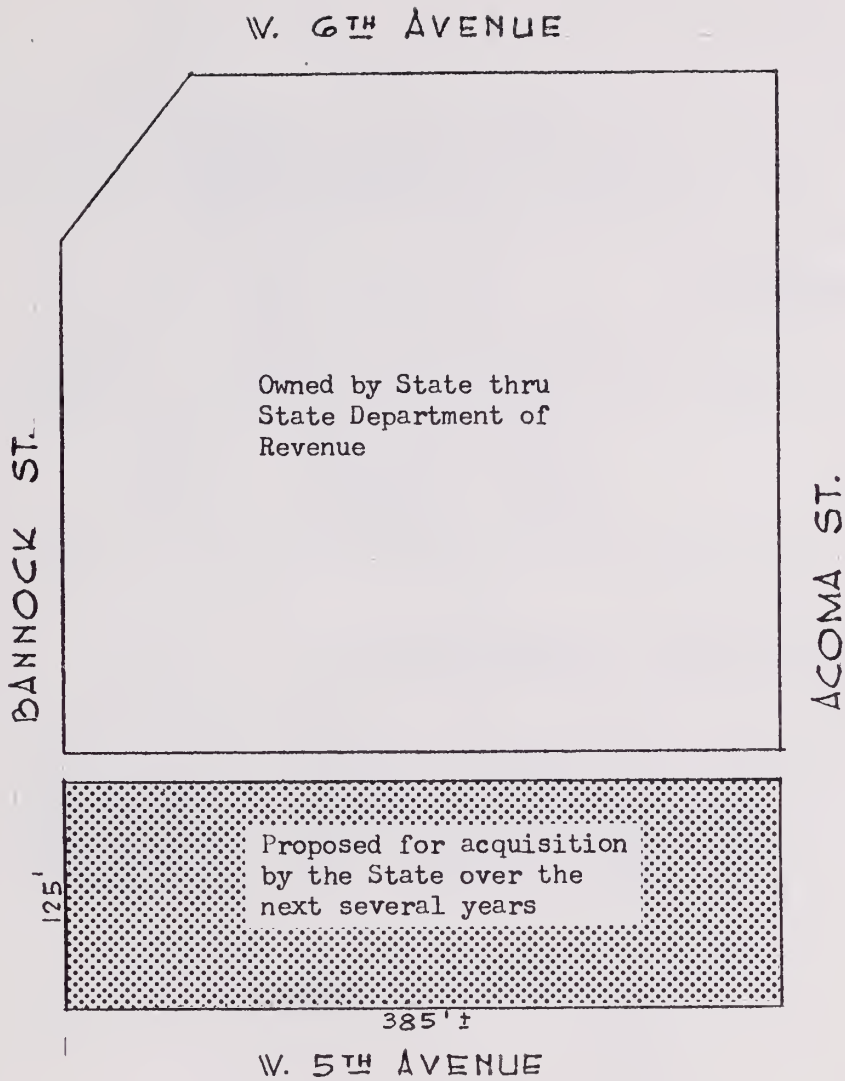 W. 6TH AVENUE
Owned by State thru
State Department of
Revenue
BANNOCK ST.
ACOMA ST.
Proposed for acquisition
by the State over the
next several years
125'
385' ±
W. 5TH AVENUE